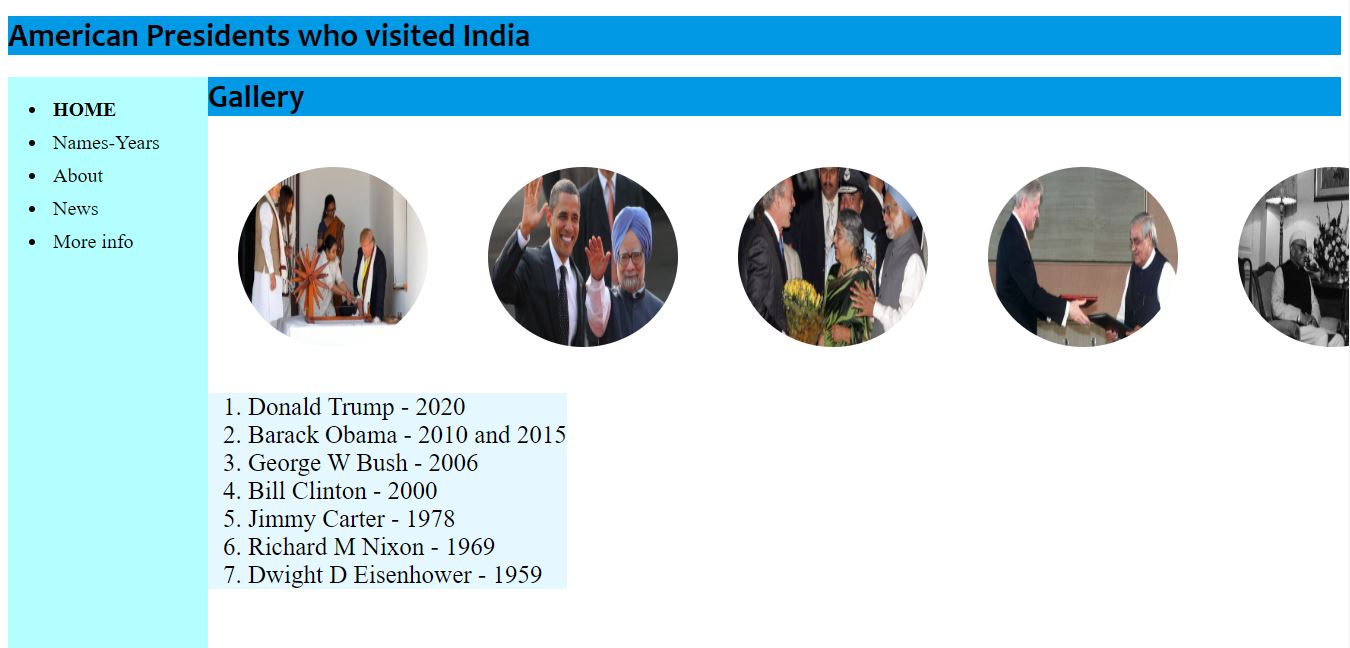 American Presidents who visited India
HOME
Names-Years
About
News
More info
Gallery
1. Donald Trump - 2020
2. Barack Obama - 2010 and 2015
3. George W Bush - 2006
4. Bill Clinton - 2000
5. Jimmy Carter - 1978
6. Richard M Nixon - 1969
7. Dwight D Eisenhower - 1959